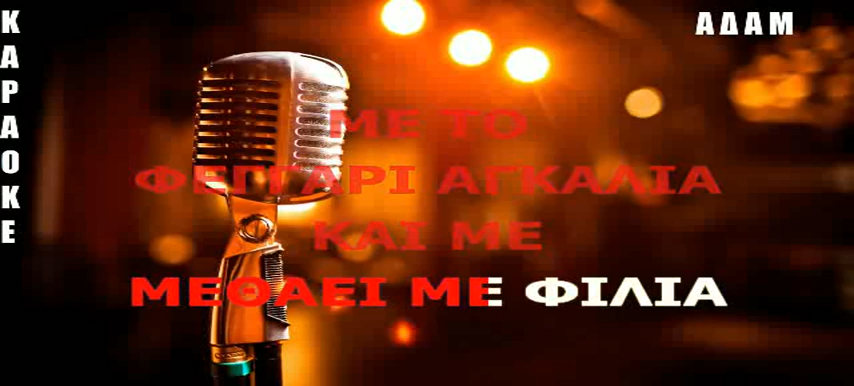 ΚΑΡΑΟΚΕ
ΑΔΑΜ
ΜΕ ΤΟ
ΦΕΓΓΑΡΙ ΑΓΚΑΛΙΑ
ΚΑΙ ΜΕ
ΜΕΘΑΕΙ ΜΕ ΦΙΛΙΑ